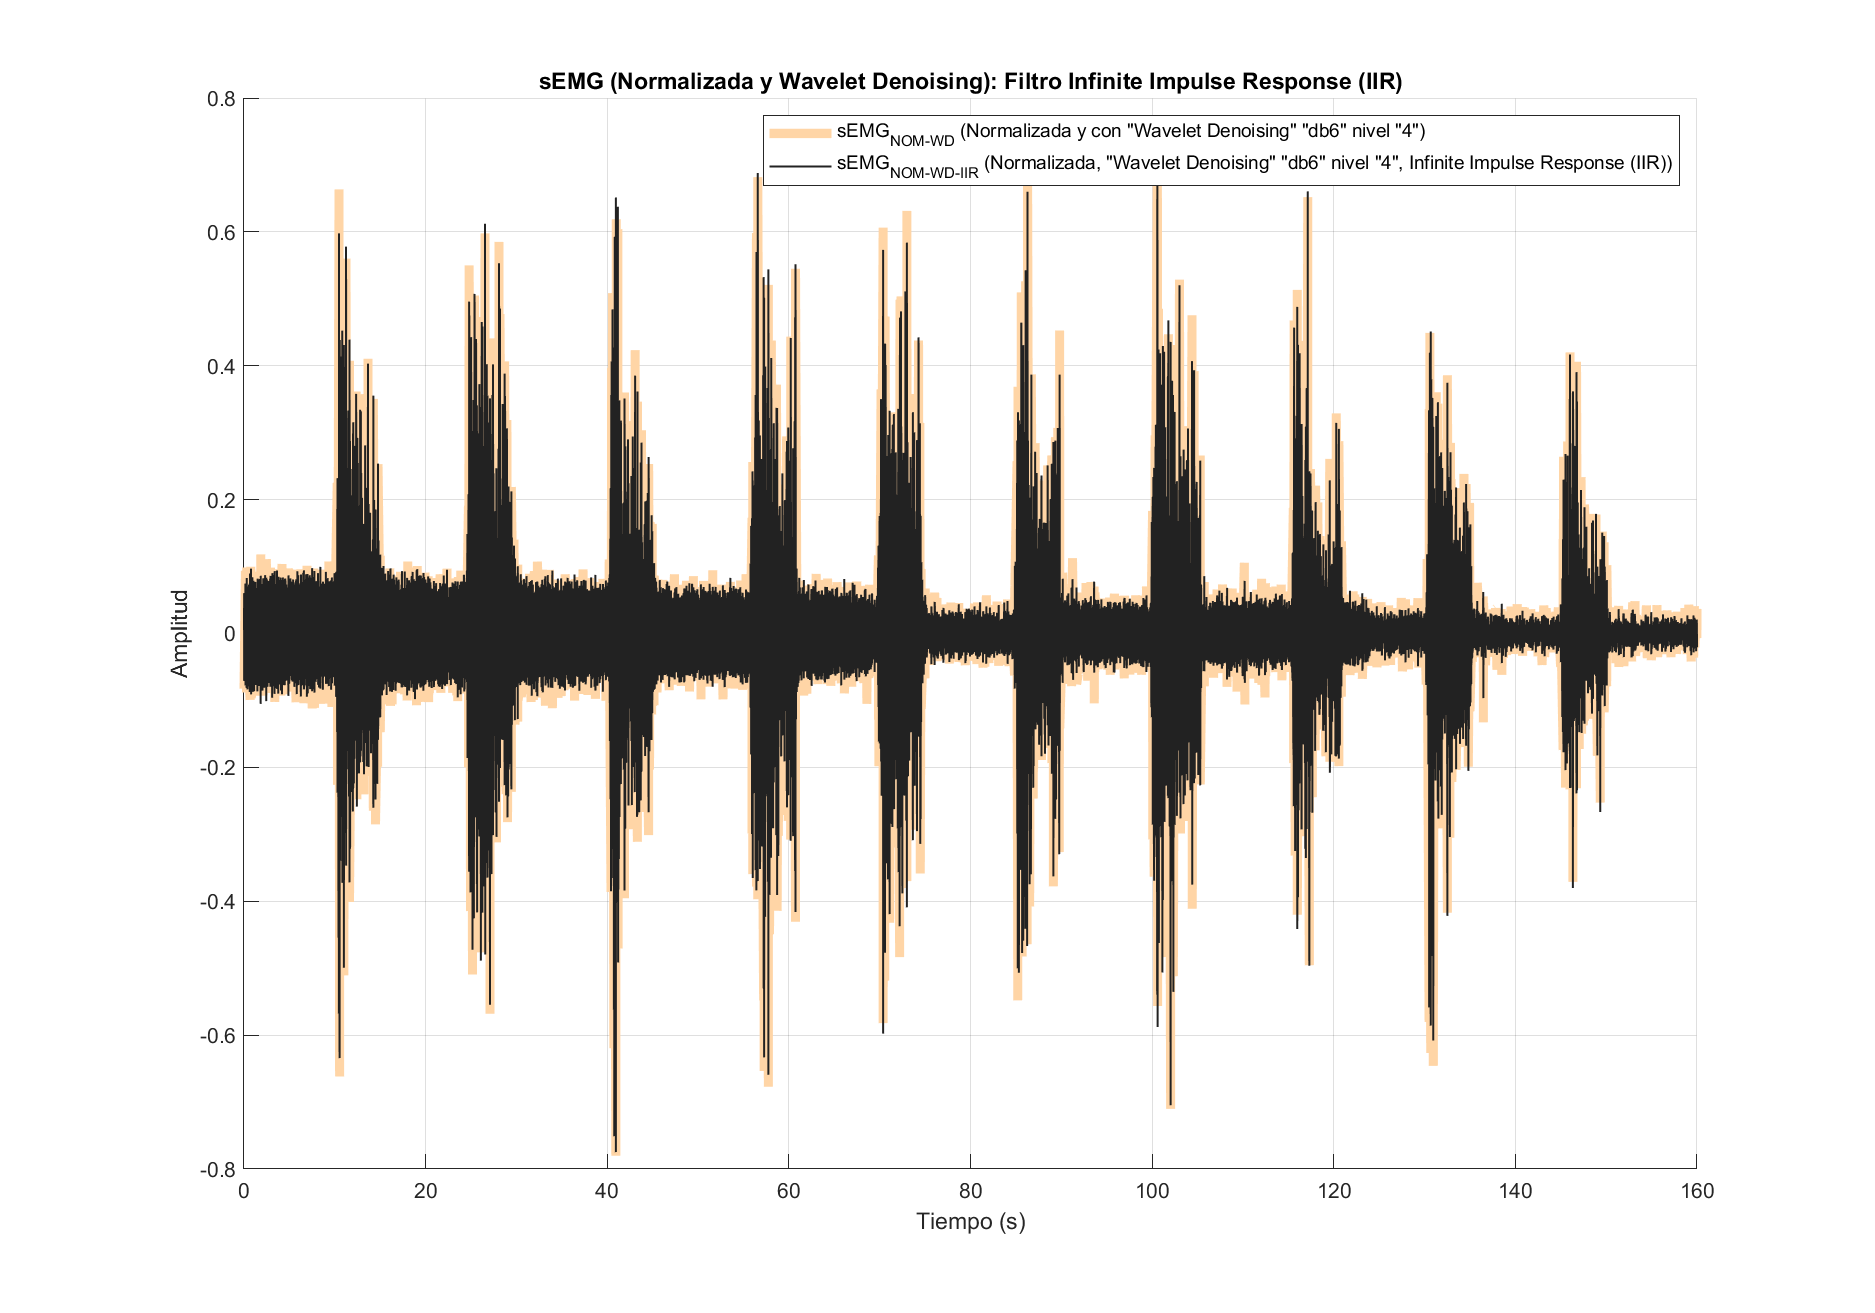 sEMG (Normalizada y Wavelet Denoising): Filtro Infinite Impulse Response (IIR)
sEMG_NOM-WD (Normalizada y con "Wavelet Denoising" "db6" nivel "4")
sEMG_NOM-WD-IIR (Normalizada, "Wavelet Denoising" "db6" nivel "4", Infinite Impulse Response (IIR))
0.8
0.6
0.4
0.2
0
-0.2
-0.4
-0.6
-0.8
Amplitud
0 20 40 60 80 100 120 140 160
Tiempo (s)